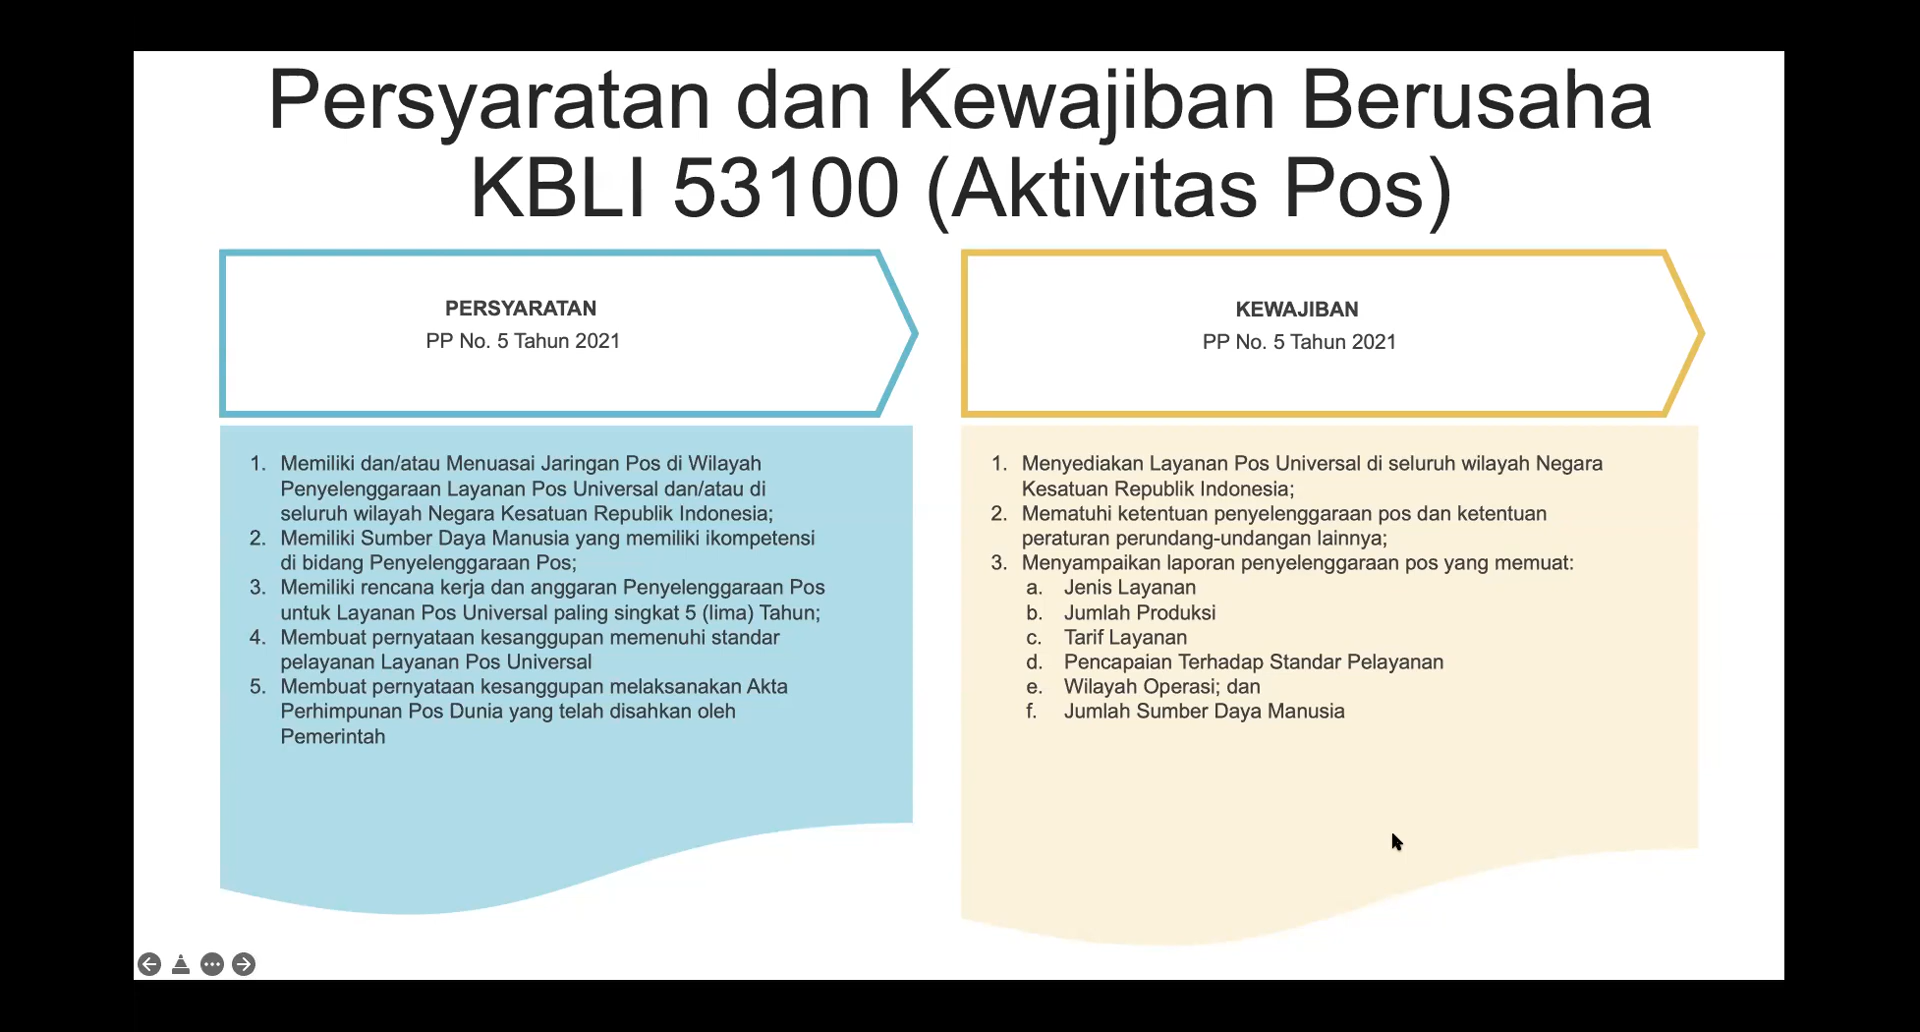 Persyaratan dan Kewajiban Berusaha
KBLI 53100 (Aktivitas Pos)
PERSYARATAN
PP No. 5 Tahun 2021
1. Memiliki dan/atau Menuasai Jaringan Pos di Wilayah
Penyelenggaraan Layanan Pos Universal dan/atau di
seluruh wilayah Negara Kesatuan Republik Indonesia;
2. Memiliki Sumber Daya Manusia yang memiliki ikompetensi
di bidang Penyelenggaraan Pos;
3. Memiliki rencana kerja dan anggaran Penyelenggaraan Pos
untuk Layanan Pos Universal paling singkat 5 (lima) Tahun;
4. Membuat pernyataan kesanggupan memenuhi standar
pelayanan Layanan Pos Universal
5. Membuat pernyataan kesanggupan melaksanakan Akta
Perhimpunan Pos Dunia yang telah disahkan oleh
Pemerintah
KEWAJIBAN
PP No. 5 Tahun 2021
1. Menyediakan Layanan Pos Universal di seluruh wilayah Negara
Kesatuan Republik Indonesia;
2. Mematuhi ketentuan penyelenggaraan pos dan ketentuan
peraturan perundang-undangan lainnya;
3. Menyampaikan laporan penyelenggaraan pos yang memuat:
a. Jenis Layanan
b. Jumlah Produksi
c. Tarif Layanan
d. Pencapaian Terhadap Standar Pelayanan
e. Wilayah Operasi; dan
f. Jumlah Sumber Daya Manusia